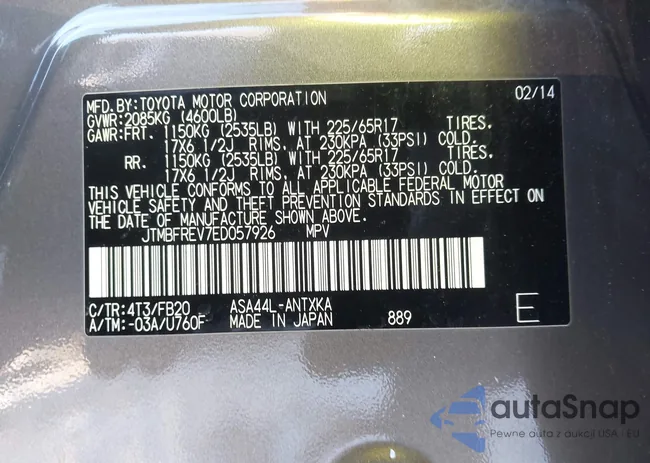 MFD. BY: TOYOTA MOTOR CORPORATION 02/14
GVWR: 2085KG (4600LB)
GAWR: FRT. 1150KG (2535LB) WITH 225/65R17 TIRES.
17X6 1/2J RIMS, AT 230KPA (33PSI) COLD.
RR. 1150KG (2535LB) WITH 225/65R17 TIRES.
17X6 1/2J RIMS, AT 230KPA (33PSI) COLD.
THIS VEHICLE CONFORMS TO ALL APPLICABLE FEDERAL MOTOR
VEHICLE SAFETY AND THEFT PREVENTION STANDARDS IN EFFECT ON
THE DATE OF MANUFACTURE SHOWN ABOVE.
JTMBFREV7ED057926 MPV
C/TR: 4T3/FB20 ASA44L-ANTXKA
A/TM: -03A/U760F MADE IN JAPAN 889 E
autaSnap
Pewne auta z aukcji USA i EU